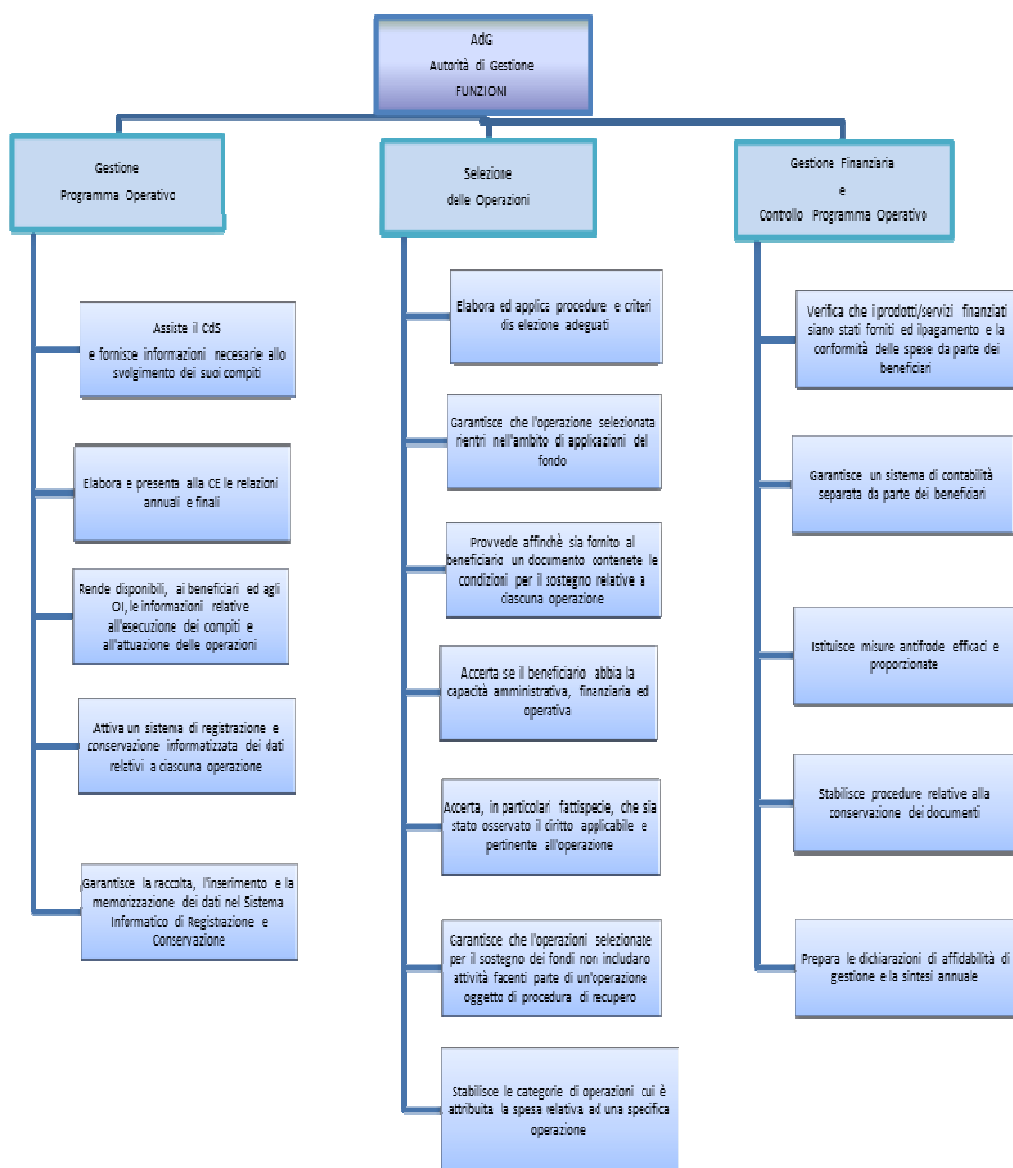 AdG
Autorità di Gestione
FUNZIONI
Gestione
Programma Operativo
Assiste il CdS
e fornisce informazioni necesarie allo
svolgimento dei suoi compiti
Elabora e presenta alla CE le relazioni
annuali e finali
Rende disponibili, ai beneficiari ed agli
OI, le informazioni relative
all'esecuzione dei compiti e
all'attuazione delle operazioni
Attiva un sistema di registrazione e
conservazione informatizzata dei dati
relativi a ciascuna operazione
Garantisce la raccolta, l'inserimento e la
memorizzazione dei dati nel Sistema
Informatico di Registrazione e
Conservazione
Selezione
delle Operazioni
Elabora ed applica procedure e criteri
dis elezione adeguati
Garantisce che l'operazione selezionata
rientri nell'ambito di applicazioni del
fondo
Provvede affinchè sia fornito al
beneficiario un documento contenete le
condizioni per il sostegno relative a
ciascuna operazione
Accerta se il beneficiario abbia la
capacità amministrativa, finanziaria ed
operativa
Accerta, in particolari fattispecie, che sia
stato osservato il diritto applicabile e
pertinente all'operazione
Garantisce che l'operazioni selezionate
per il sostegno dei fondi non includano
attività facenti parte di un'operazione
oggetto di procedura di recupero
Stabilisce le categorie di operazioni cui è
attribuita la spesa relativa ad una specifica
operazione
Gestione Finanziaria
e
Controllo Programma Operativo
Verifica che i prodotti/servizi finanziati
siano stati forniti ed ilpagamento e la
conformità delle spese da parte dei
beneficiari
Garantisce un sistema di contabilità
separata da parte dei beneficiari
Istituisce misure antifrode efficaci e
proporzionate
Stabilisce procedure relative alla
conservazione dei documenti
Prepara le dichiarazioni di affidabilità di
gestione e la sintesi annuale